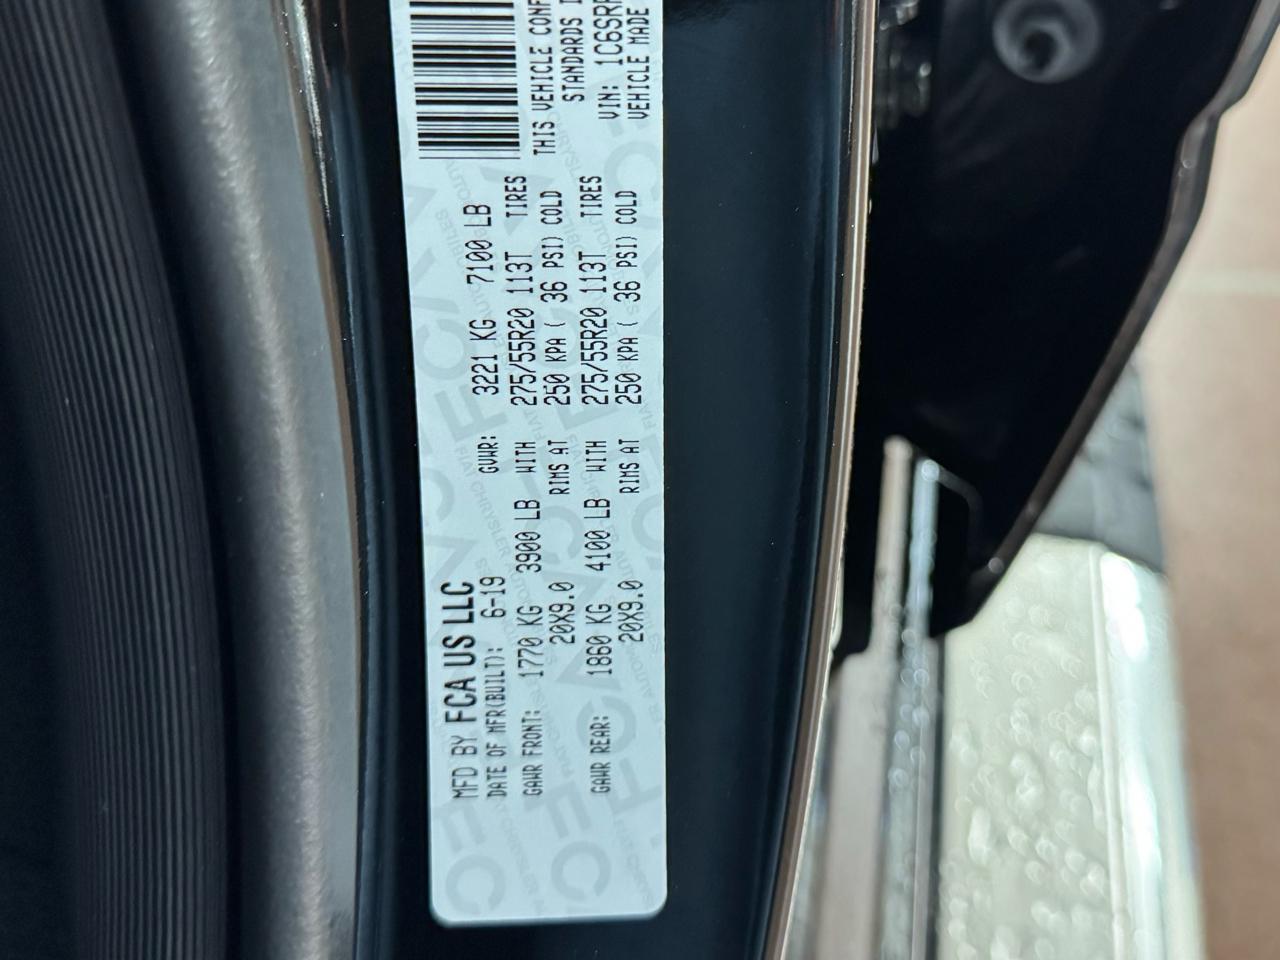 MFD BY FCA US LLC
DATE OF MFR(BUILT): 6-19 GVWR: 3221 KG 7100 LB
GAWR FRONT: 1770 KG 3900 LB WITH 275/55R20 113T TIRES
20X9.0 RIMS AT 250 KPA ( 36 PSI) COLD
GAWR REAR: 1860 KG 4100 LB WITH 275/55R20 113T TIRES
20X9.0 RIMS AT 250 KPA ( 36 PSI) COLD
THIS VEHICLE CONF
STANDARDS I
VIN: 1C6SRF
VEHICLE MADE